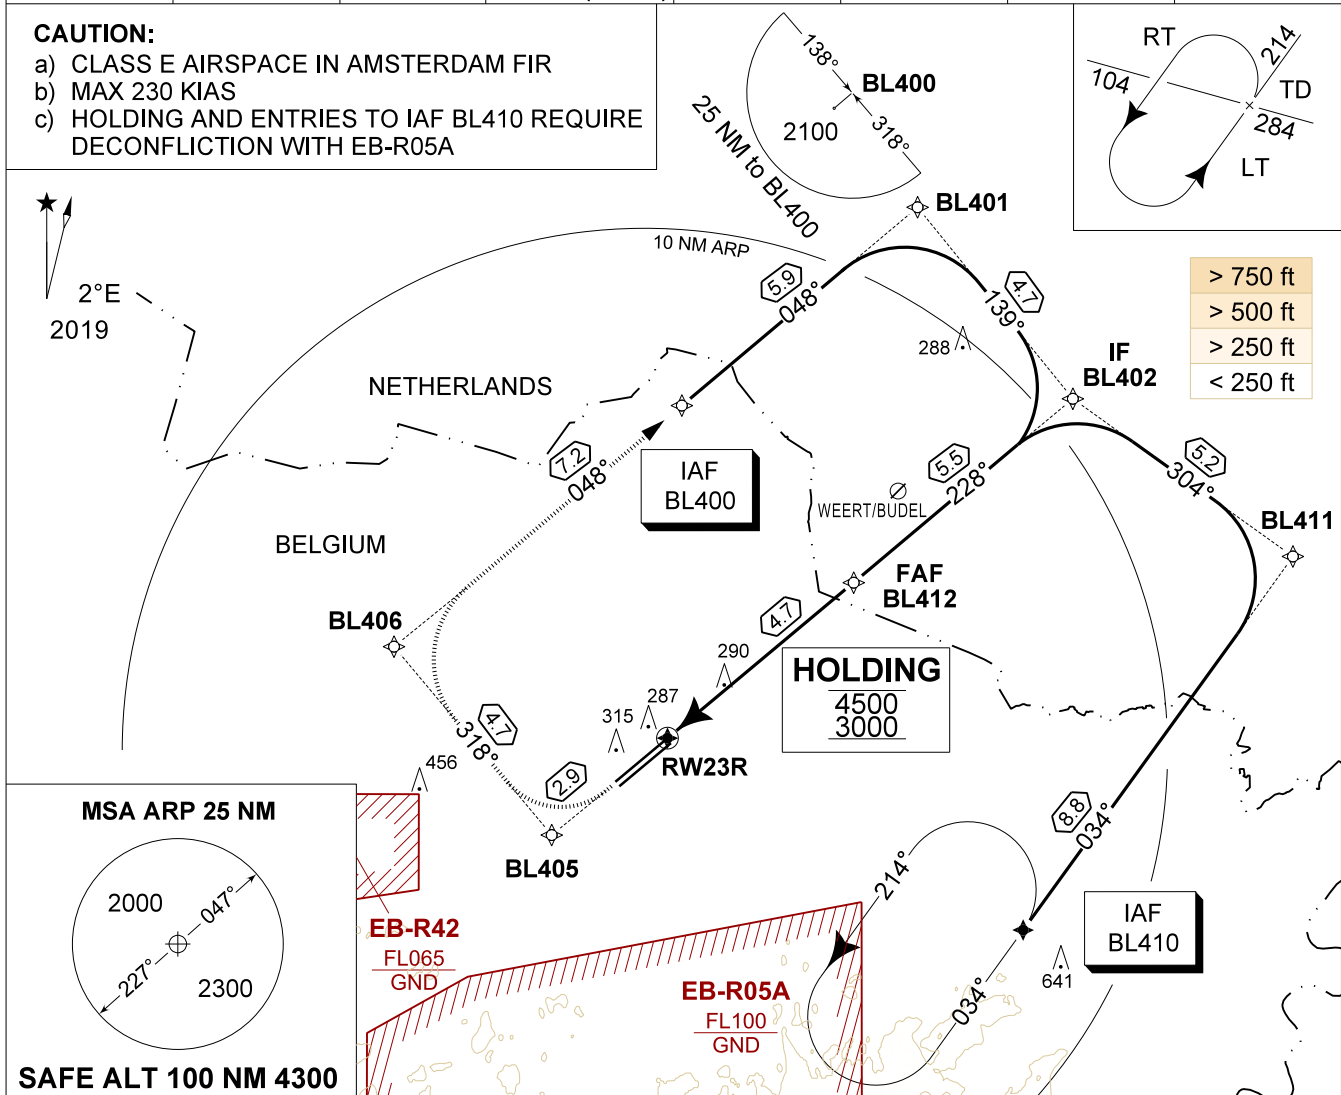 CAUTION:
a) CLASS E AIRSPACE IN AMSTERDAM FIR
b) MAX 230 KIAS
c) HOLDING AND ENTRIES TO IAF BL410 REQUIRE
DECONFLICTION WITH EB-R05A
138°
BL400
2100
318°
25 NM to BL400
RT
214
104
TD
284
LT
BL401
10 NM ARP
2°E
2019
> 750 ft
> 500 ft
> 250 ft
< 250 ft
5.9
048°
4.7
139°
288
IF
BL402
NETHERLANDS
7.2
048°
IAF
BL400
5.5
228°
5.2
304°
WEERT/BUDEL
BL411
BELGIUM
FAF
BL412
BL406
4.7
290
HOLDING
4500
3000
287
315
4.7
318°
RW23R
456
2.9
BL405
MSA ARP 25 NM
2000
047°
227°
2300
SAFE ALT 100 NM 4300
EB-R42
FL065
GND
EB-R05A
FL100
GND
8.8
034°
214°
034°
IAF
BL410
641